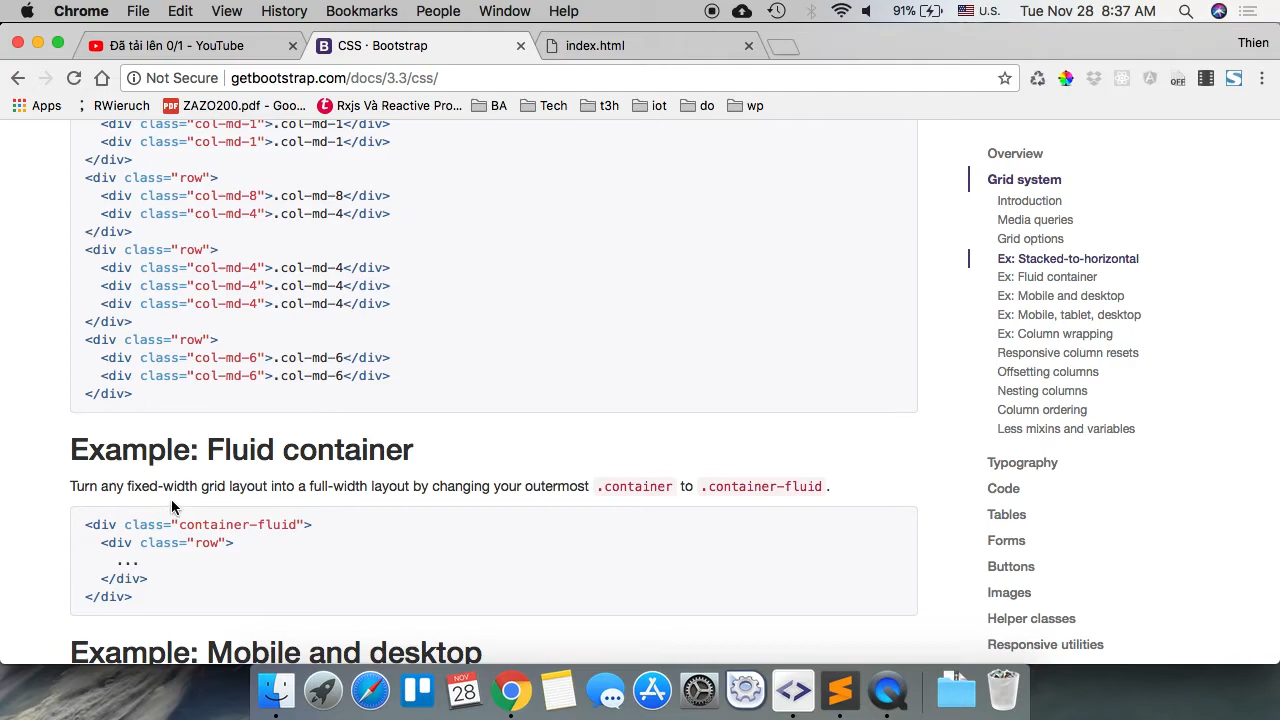 Chrome File Edit View History Bookmarks People Window Help 91% U.S. Tue Nov 28 8:37 AM
Đã tải lên 0/1 - YouTube CSS · Bootstrap index.html Thien
Not Secure getbootstrap.com/docs/3.3/css/
Apps RWieruch ZAZO200.pdf - Goo... Rxjs Và Reactive Pro... BA Tech t3h iot do wp
<div class="col-md-1">.col-md-1</div>
<div class="col-md-1">.col-md-1</div>
</div>
<div class="row">
<div class="col-md-8">.col-md-8</div>
<div class="col-md-4">.col-md-4</div>
</div>
<div class="row">
<div class="col-md-4">.col-md-4</div>
<div class="col-md-4">.col-md-4</div>
<div class="col-md-4">.col-md-4</div>
</div>
<div class="row">
<div class="col-md-6">.col-md-6</div>
<div class="col-md-6">.col-md-6</div>
</div>
Example: Fluid container
Turn any fixed-width grid layout into a full-width layout by changing your outermost .container to .container-fluid.
<div class="container-fluid">
<div class="row">
...
</div>
</div>
Example: Mobile and desktop
Overview
Grid system
Introduction
Media queries
Grid options
Ex: Stacked-to-horizontal
Ex: Fluid container
Ex: Mobile and desktop
Ex: Mobile, tablet, desktop
Ex: Column wrapping
Responsive column resets
Offsetting columns
Nesting columns
Column ordering
Less mixins and variables
Typography
Code
Tables
Forms
Buttons
Images
Helper classes
Responsive utilities
NOV
28